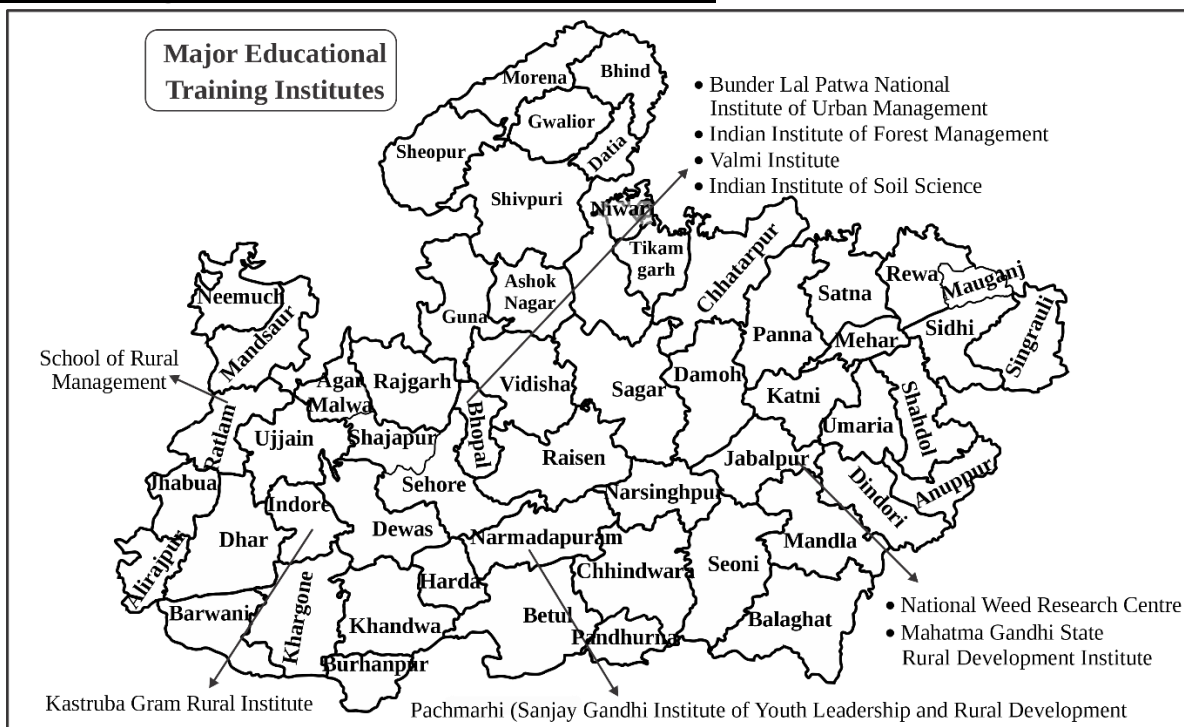 Major Educational
Training Institutes
• Bunder Lal Patwa National
Institute of Urban Management
• Indian Institute of Forest Management
• Valmi Institute
• Indian Institute of Soil Science
Morena
Bhind
Gwalior
Datia
Sheopur
Shivpuri
Niwari
Tikam
garh
Chhatarpur
Ashok
Nagar
Guna
Neemuch
Mandsaur
Rewa
Mauganj
Satna
Panna
Mehar
Sidhi
Singrauli
School of Rural
Management
Agar
Malwa
Rajgarh
Vidisha
Sagar
Damoh
Katni
Umaria
Shahdol
Ratlam
Ujjain
Shajapur
Bhopal
Raisen
Jabalpur
Anuppur
Dindori
Jhabua
Indore
Sehore
Narsinghpur
Dhar
Dewas
Narmadapuram
Mandla
Seoni
Alirajpur
Harda
Chhindwara
Barwani
Khargone
Khandwa
Betul
Pandhurna
Balaghat
Burhanpur
• National Weed Research Centre
• Mahatma Gandhi State
Rural Development Institute
Kastruba Gram Rural Institute
Pachmarhi (Sanjay Gandhi Institute of Youth Leadership and Rural Development